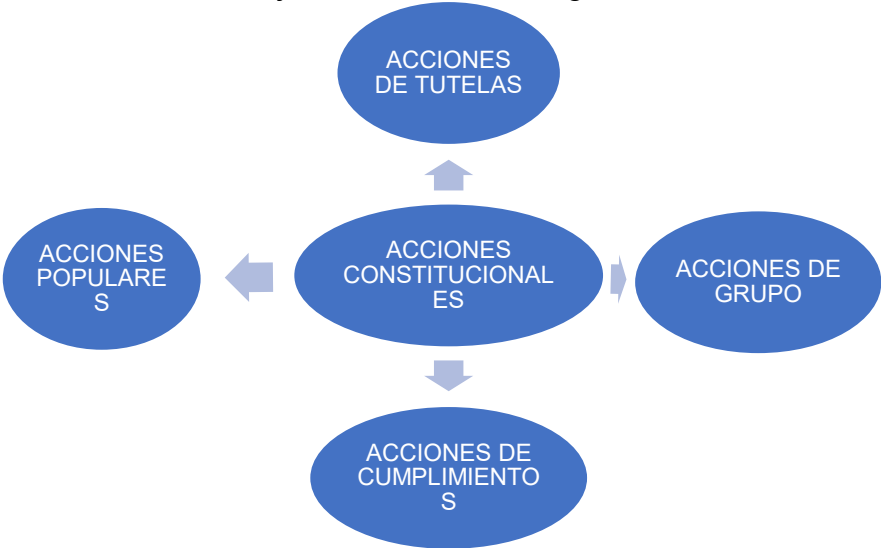 ACCIONES
DE TUTELAS
ACCIONES
POPULARE
S
ACCIONES
CONSTITUCIONAL
ES
ACCIONES DE
GRUPO
ACCIONES DE
CUMPLIMIENTO
S